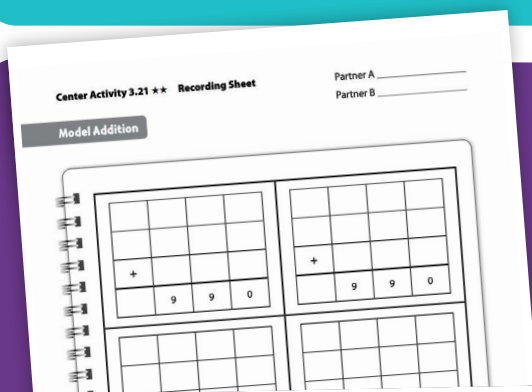 Center Activity 3.21 ★★ Recording Sheet
Partner A
Partner B
Model Addition
+ +
9 9 0 9 9 0